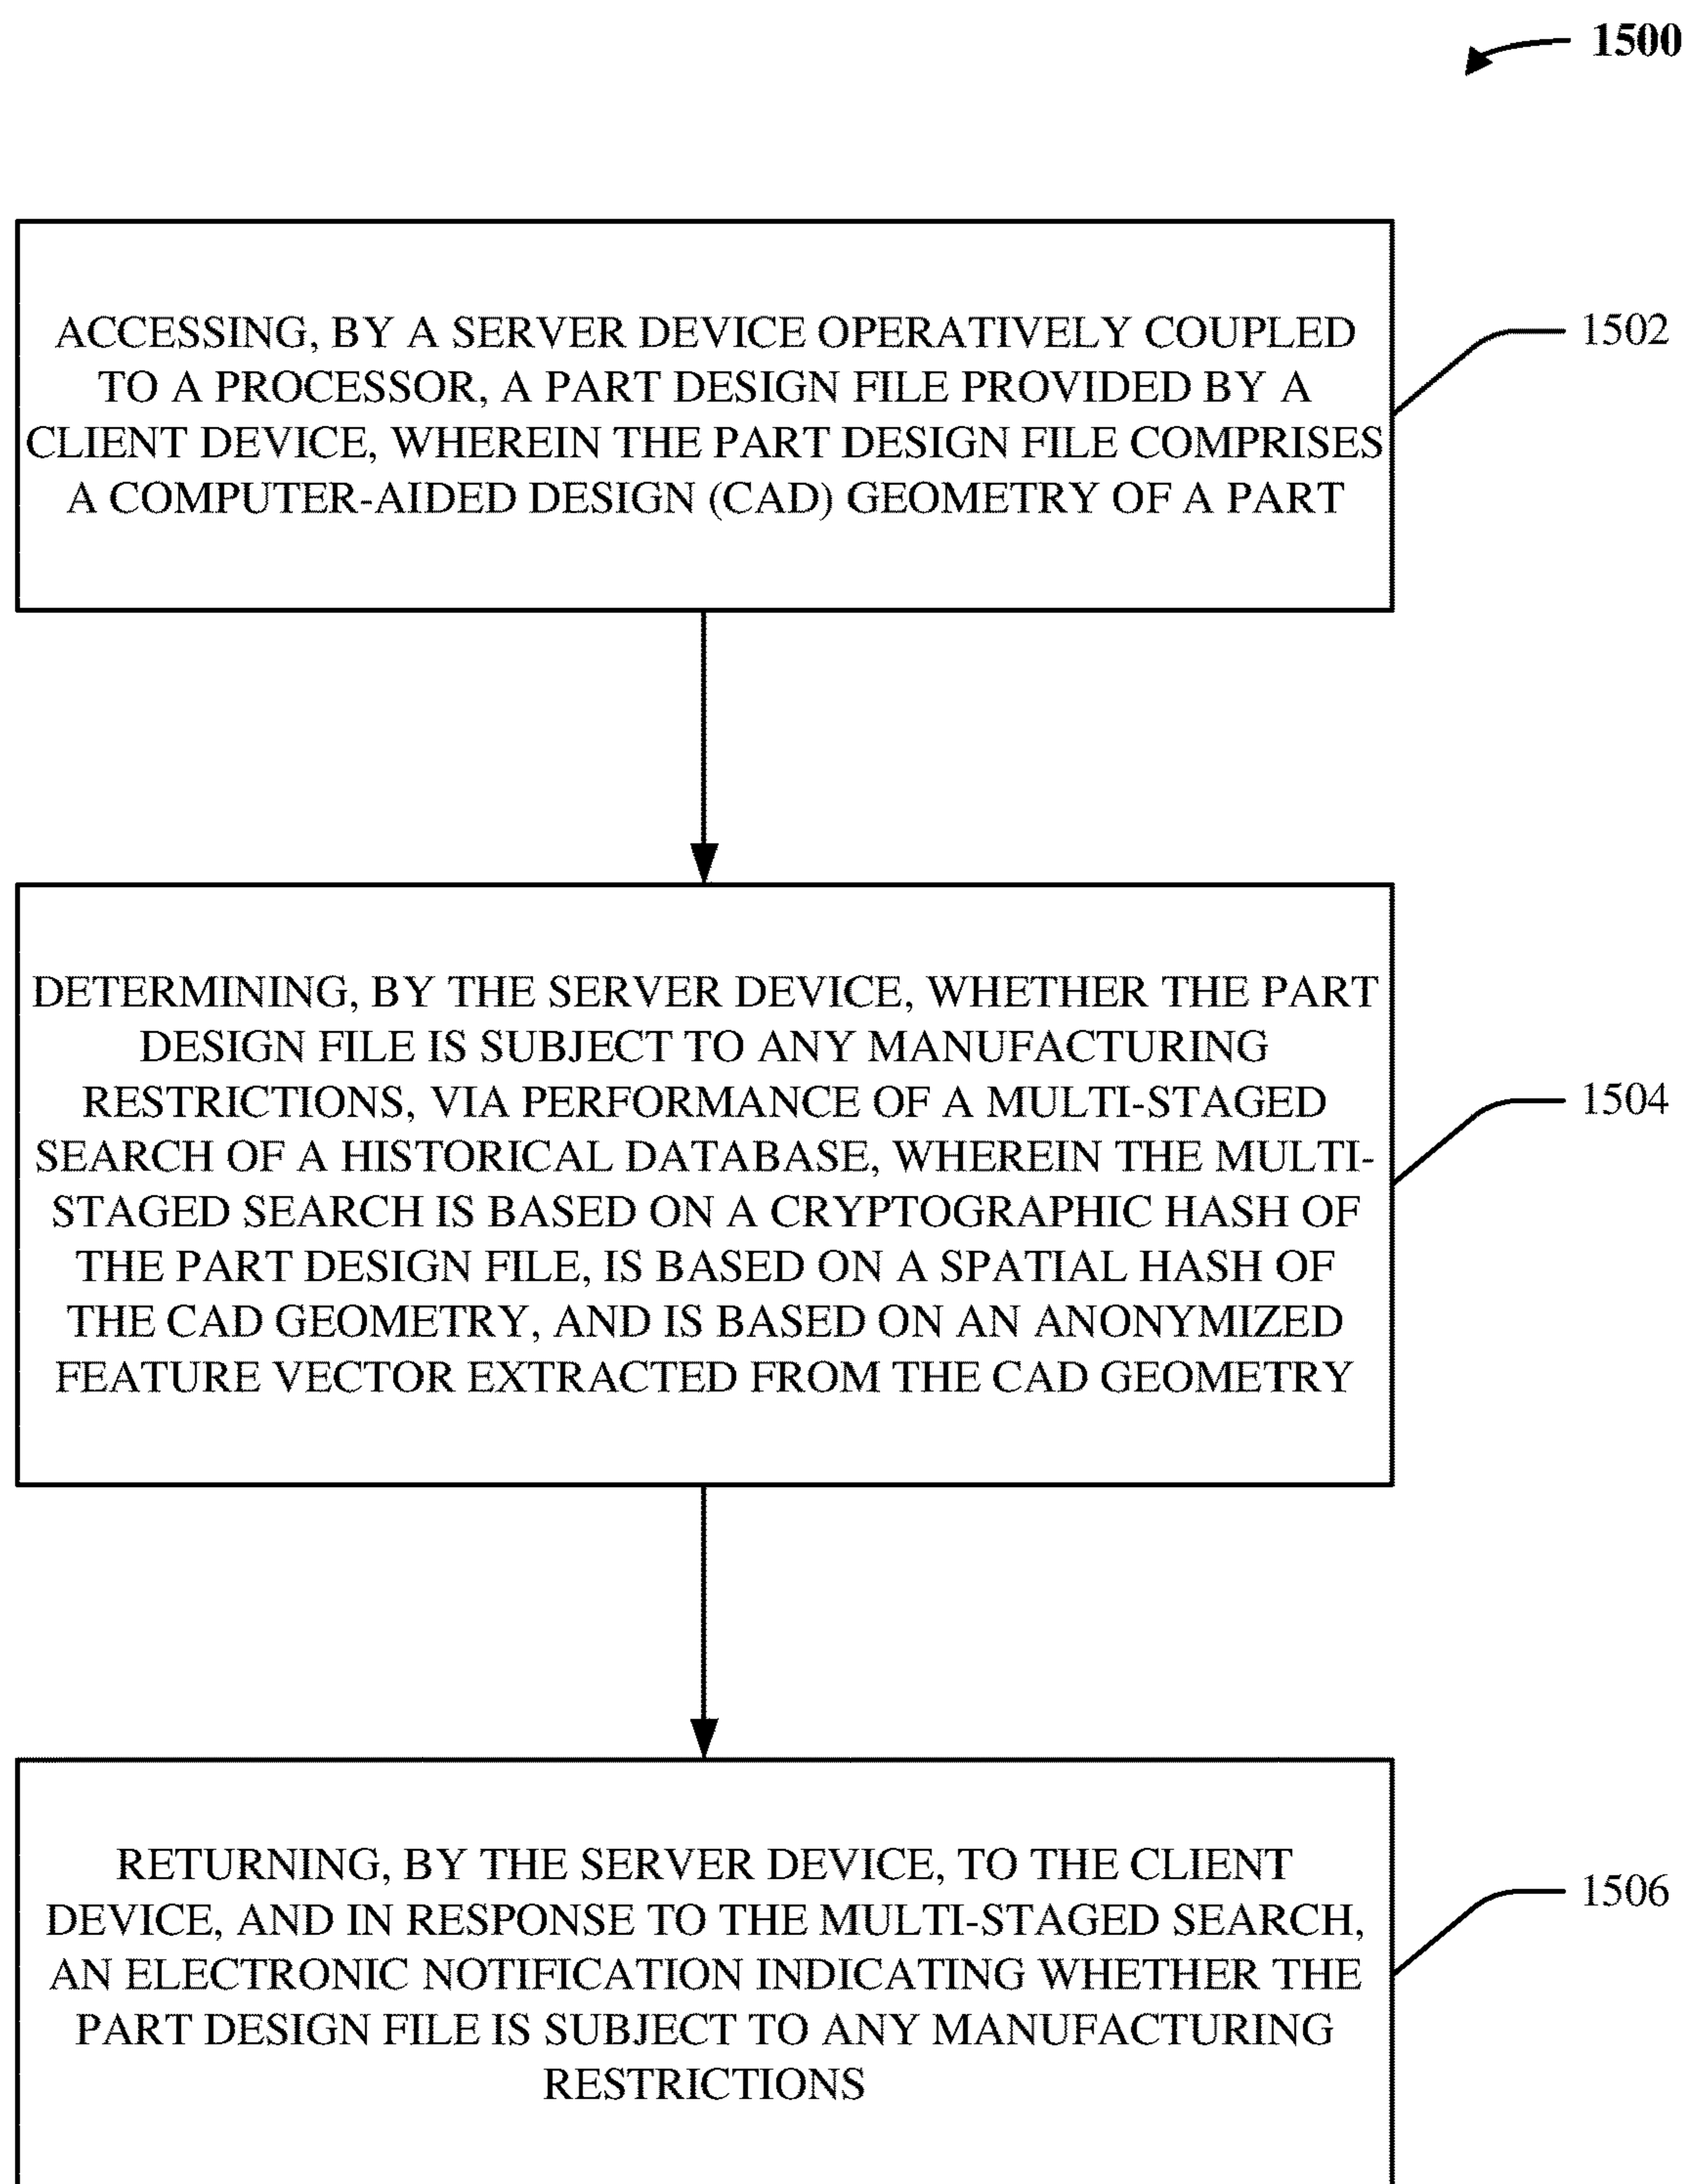 1500
ACCESSING, BY A SERVER DEVICE OPERATIVELY COUPLED
TO A PROCESSOR, A PART DESIGN FILE PROVIDED BY A
CLIENT DEVICE, WHEREIN THE PART DESIGN FILE COMPRISES
A COMPUTER-AIDED DESIGN (CAD) GEOMETRY OF A PART
1502
DETERMINING, BY THE SERVER DEVICE, WHETHER THE PART
DESIGN FILE IS SUBJECT TO ANY MANUFACTURING
RESTRICTIONS, VIA PERFORMANCE OF A MULTI-STAGED
SEARCH OF A HISTORICAL DATABASE, WHEREIN THE MULTI-
STAGED SEARCH IS BASED ON A CRYPTOGRAPHIC HASH OF
THE PART DESIGN FILE, IS BASED ON A SPATIAL HASH OF
THE CAD GEOMETRY, AND IS BASED ON AN ANONYMIZED
FEATURE VECTOR EXTRACTED FROM THE CAD GEOMETRY
1504
RETURNING, BY THE SERVER DEVICE, TO THE CLIENT
DEVICE, AND IN RESPONSE TO THE MULTI-STAGED SEARCH,
AN ELECTRONIC NOTIFICATION INDICATING WHETHER THE
PART DESIGN FILE IS SUBJECT TO ANY MANUFACTURING
RESTRICTIONS
1506